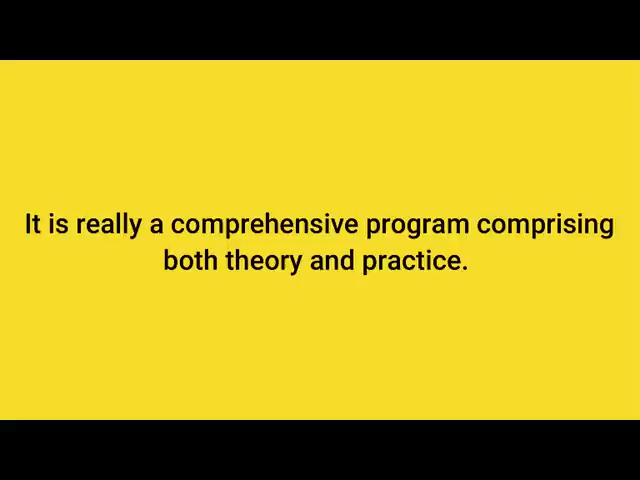 It is really a comprehensive program comprising
both theory and practice.